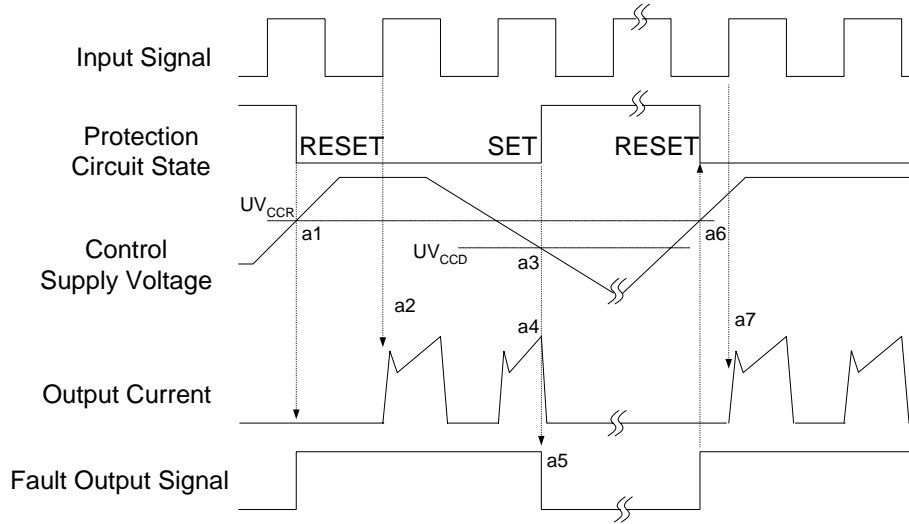 Input Signal
Protection
Circuit State
RESET
SET
RESET
UVCCR
a1
a6
Control
Supply Voltage
UVCCD
a3
a2
a4
a7
Output Current
a5
Fault Output Signal